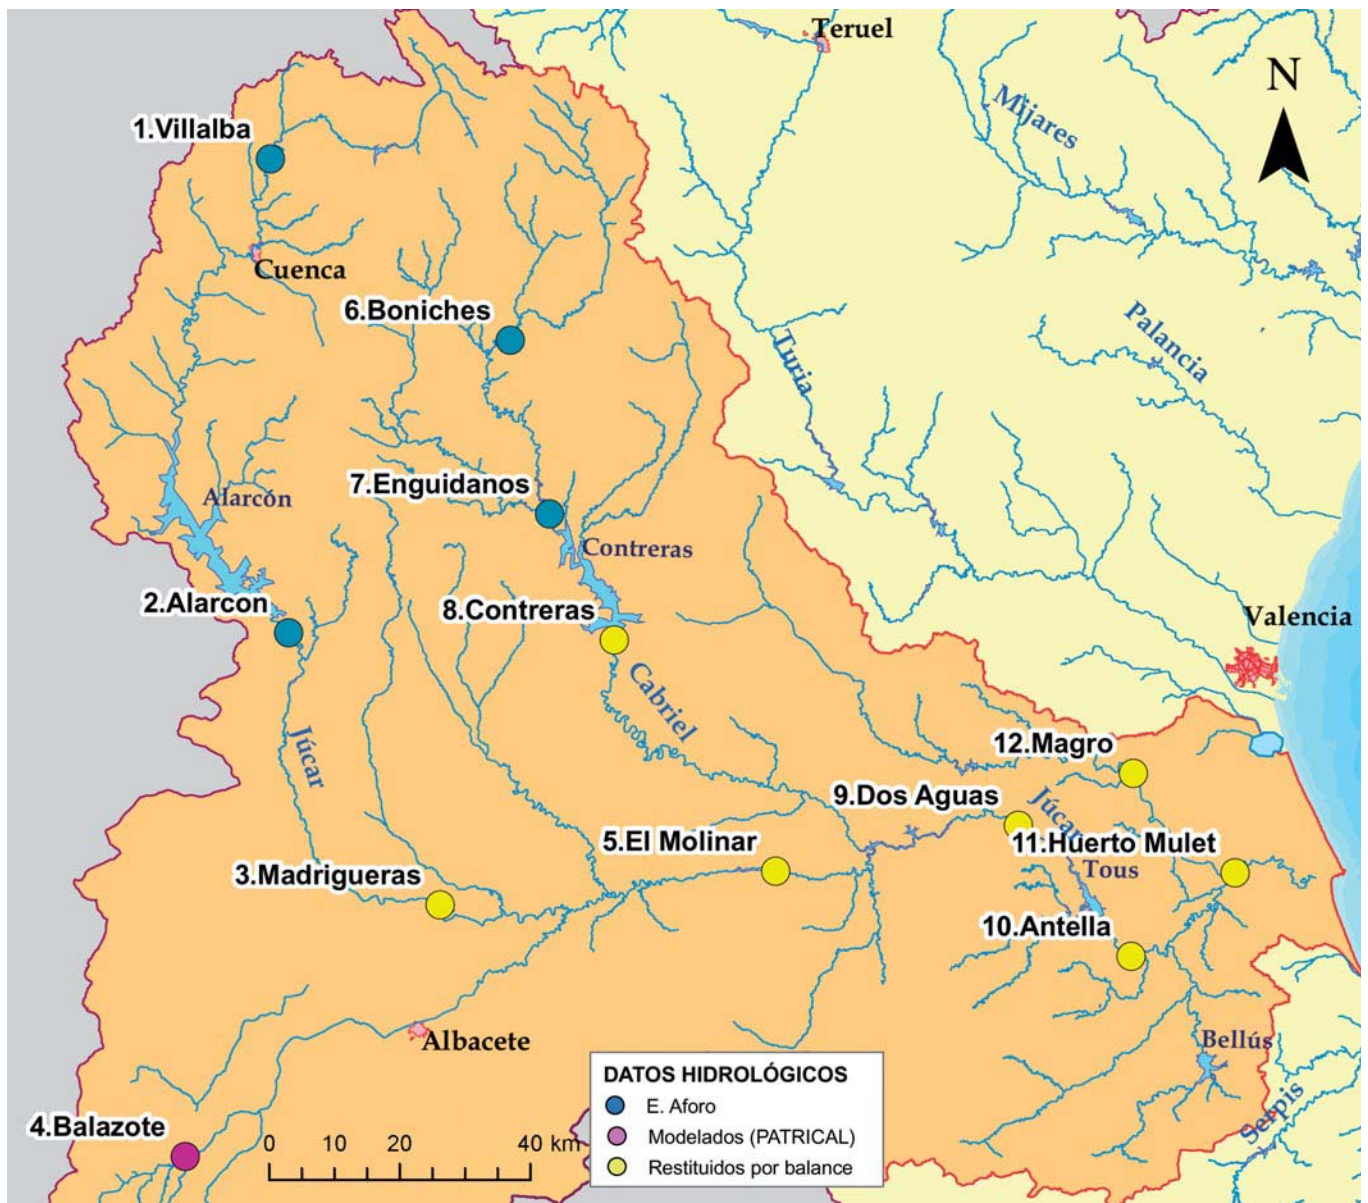 Teruel
N
Mijares
1.Villalba
Cuenca
6.Boniches
Palancia
Turia
7.Enguidanos
Alarcón
Contreras
2.Alarcon
8.Contreras
Valencia
Cabriel
Júcar
12.Magro
9.Dos Aguas
Júcar
11.Huerto Mulet
5.El Molinar
Tous
3.Madrigueras
10.Antella
Albacete
Bellús
DATOS HIDROLÓGICOS
E. Aforo
Modelados (PATRICAL)
Restituidos por balance
4.Balazote
0 10 20 40 km
Serpis